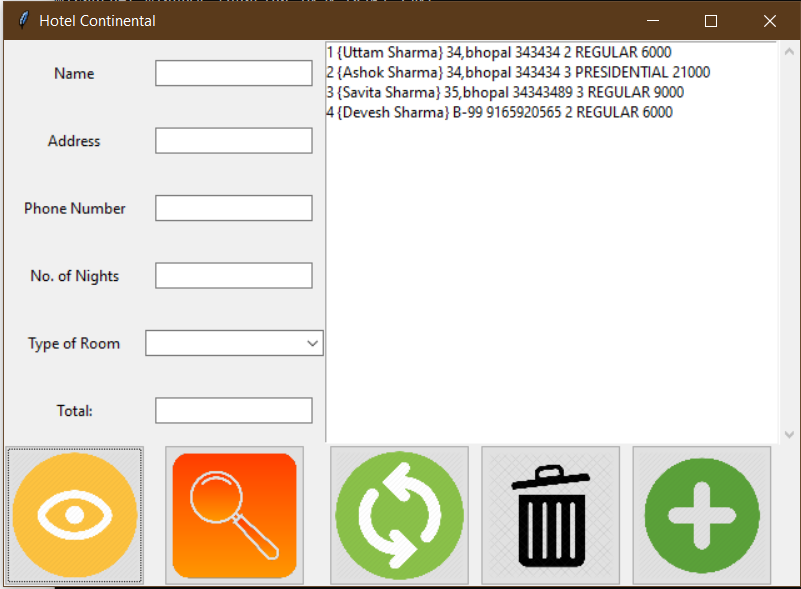 Hotel Continental
Name
Address
Phone Number
No. of Nights
Type of Room
Total:
1 {Uttam Sharma} 34,bhopal 343434 2 REGULAR 6000
2 {Ashok Sharma} 34,bhopal 343434 3 PRESIDENTIAL 21000
3 {Savita Sharma} 35,bhopal 34343489 3 REGULAR 9000
4 {Devesh Sharma} B-99 9165920565 2 REGULAR 6000